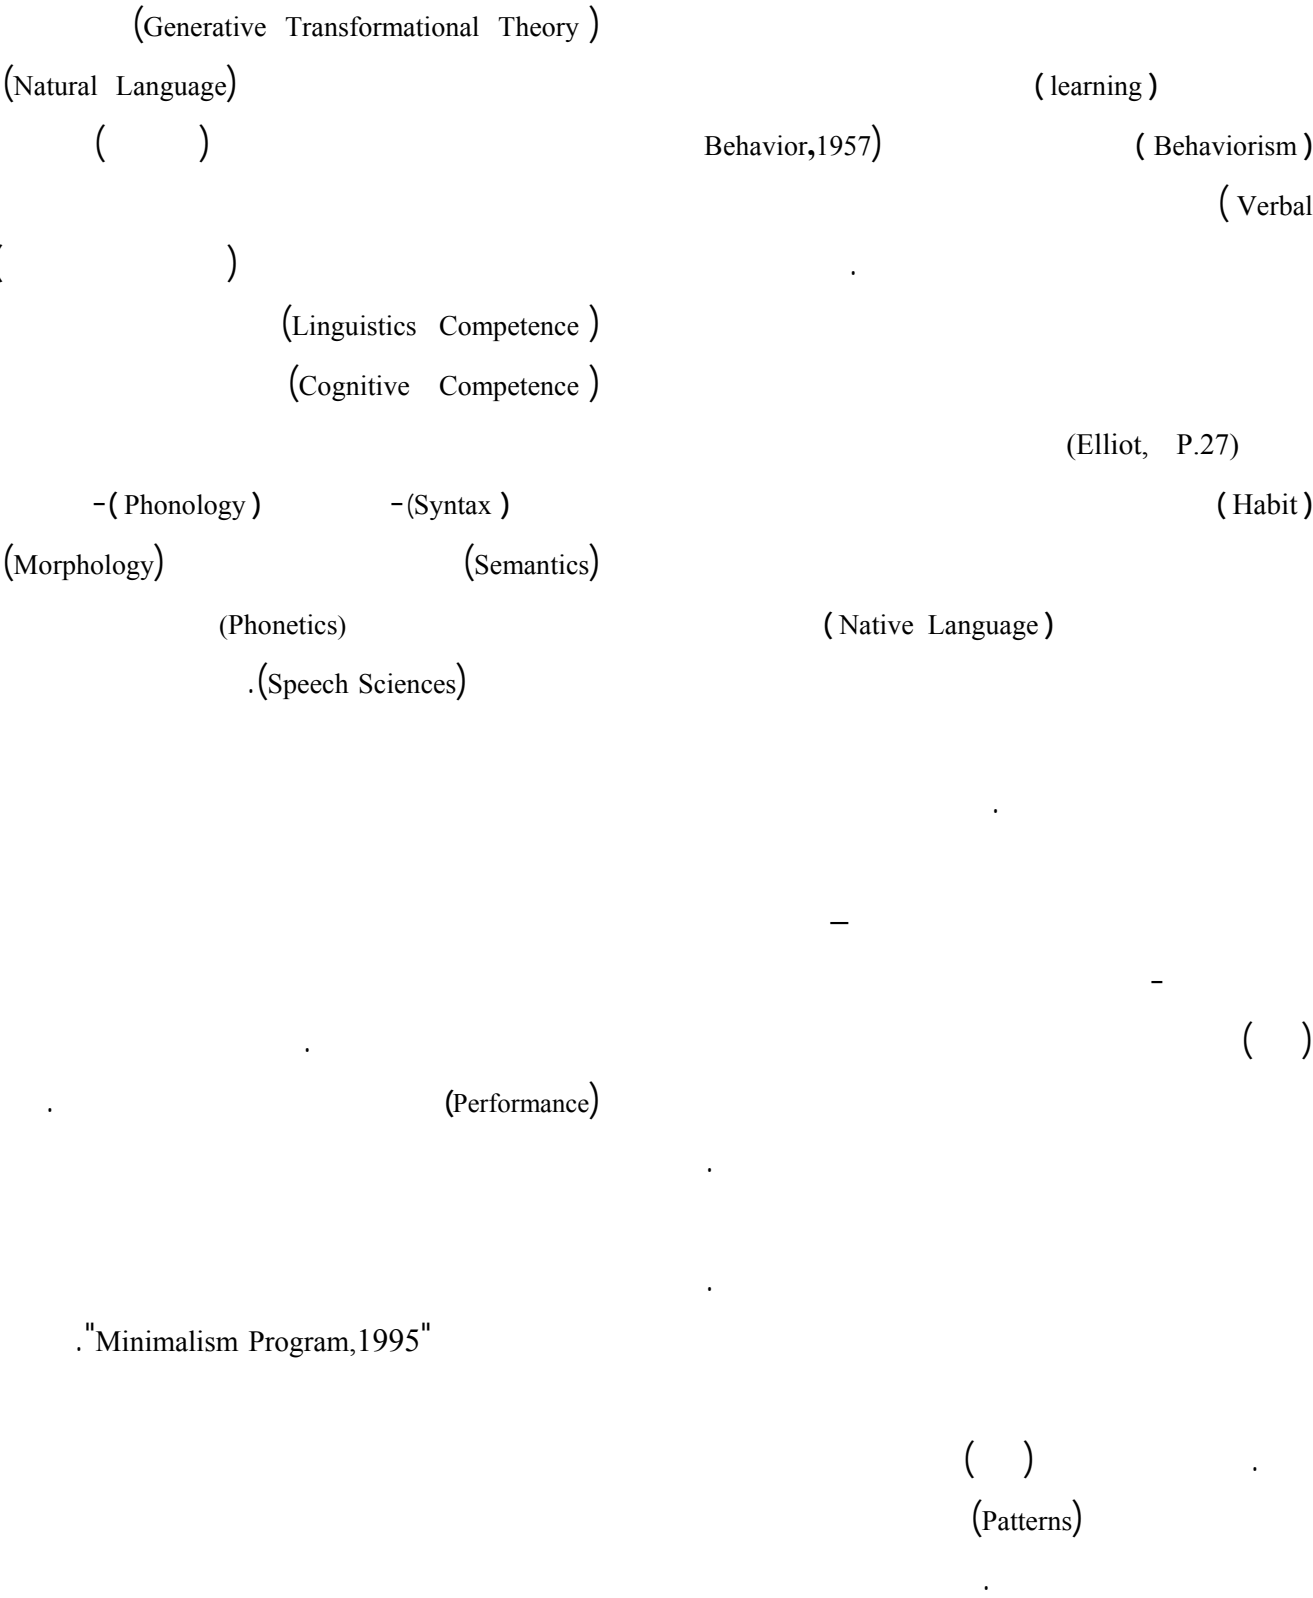 ( learning )
( Behaviorism ) Behavior,1957)
( Verbal
.
(Elliot, P.27)
( Habit )
( Native Language )
.
–
-
( )
.
.
. ( )
(Patterns)
.
(Generative Transformational Theory )
(Natural Language)
( )
( )
(Linguistics Competence )
(Cognitive Competence )
-(Syntax ) -( Phonology )
(Semantics) (Morphology)
(Phonetics)
.(Speech Sciences)
.
(Performance) .
."Minimalism Program,1995"